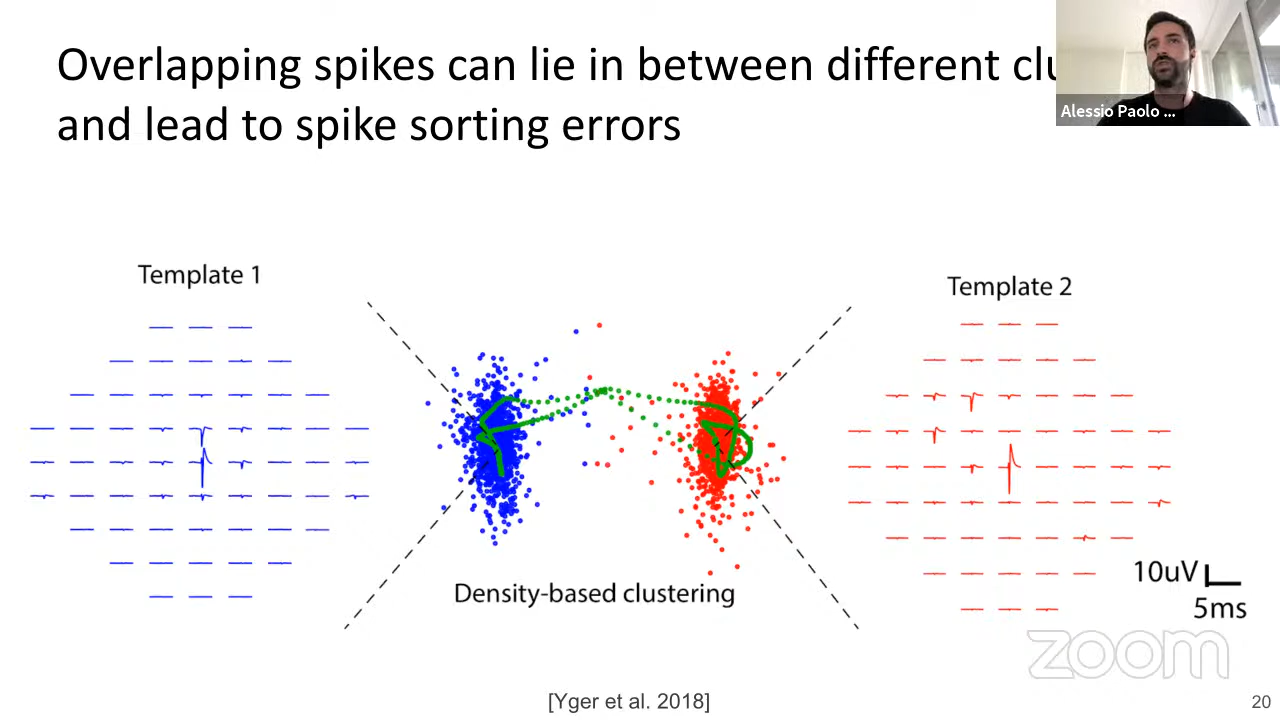 Overlapping spikes can lie in between different clu
and lead to spike sorting errors
Alessio Paolo ...
Template 1
Template 2
Density-based clustering
10uV
5ms
zoom
[Yger et al. 2018]
20